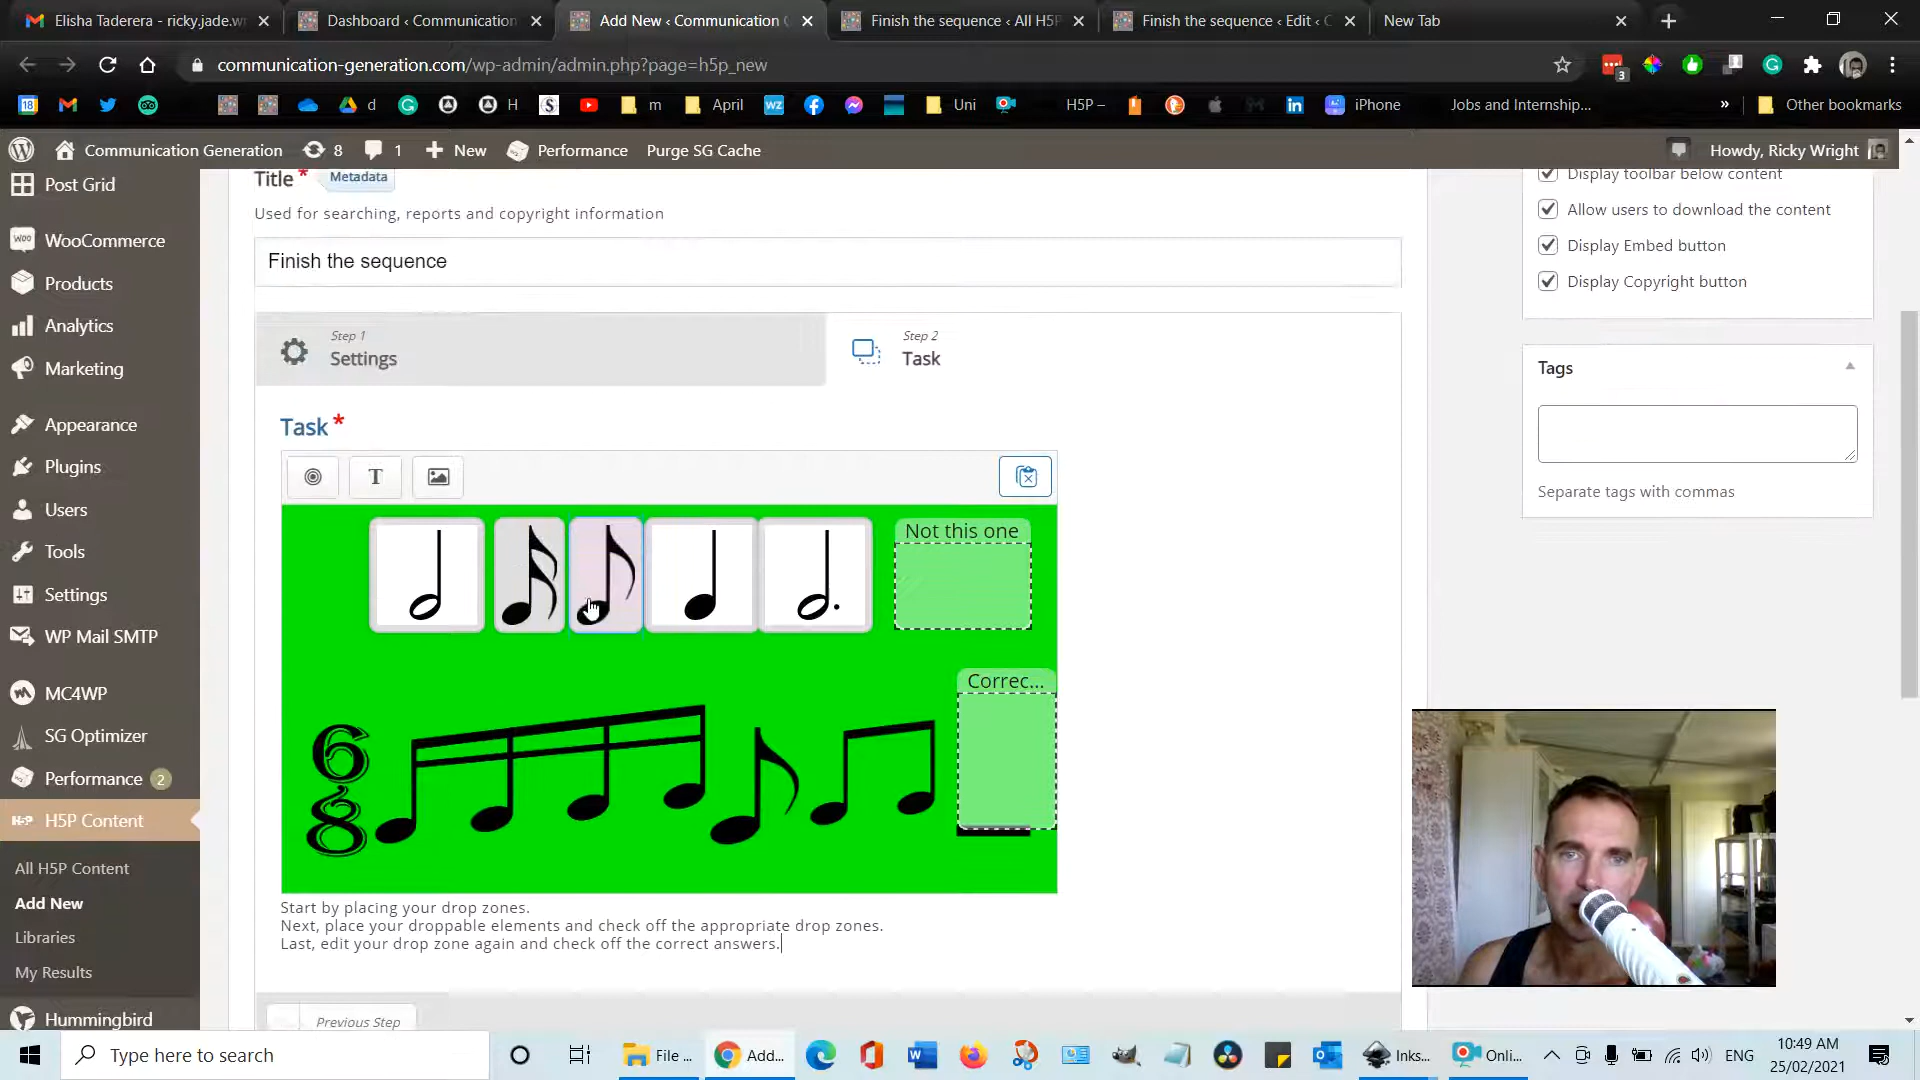 Elisha Taderera - ricky.jade.wr
Dashboard ‹ Communication
Add New ‹ Communication G
Finish the sequence ‹ All H5P
Finish the sequence ‹ Edit ‹ C
New Tab
communication-generation.com/wp-admin/admin.php?page=h5p_new
3
18
d
H
m
April
Uni
H5P –
iPhone
Jobs and Internship...
»
Other bookmarks
Communication Generation
8
1
New
Performance
Purge SG Cache
Howdy, Ricky Wright
Post Grid
WooCommerce
Products
Analytics
Marketing
Appearance
Plugins
Users
Tools
Settings
WP Mail SMTP
MC4WP
SG Optimizer
Performance 2
H5P Content
All H5P Content
Add New
Libraries
My Results
Hummingbird
Title * Metadata
Used for searching, reports and copyright information
Finish the sequence
Step 1
Settings
Step 2
Task
Task *
T
Not this one
Correc...
6
8
Start by placing your drop zones.
Next, place your droppable elements and check off the appropriate drop zones.
Last, edit your drop zone again and check off the correct answers.
Previous Step
Display toolbar below content
Allow users to download the content
Display Embed button
Display Copyright button
Tags
Separate tags with commas
Type here to search
File ...
Add...
Inks...
Onli...
ENG
10:49 AM
25/02/2021